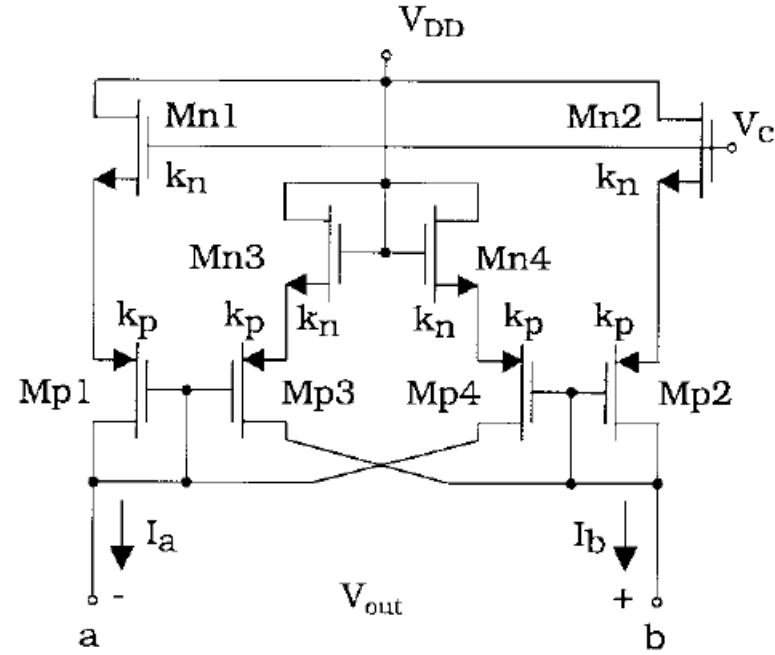 V_DD
Mn1
Mn2
V_c
k_n
k_n
Mn3
Mn4
k_p
k_p
k_n
k_n
k_p
k_p
Mp1
Mp3
Mp4
Mp2
I_a
I_b
-
V_out
+
a
b